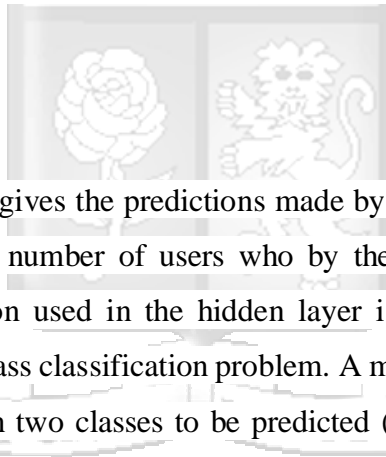 gives the predictions made by
number of users who by the
on used in the hidden layer i
ass classification problem. A m
n two classes to be predicted (